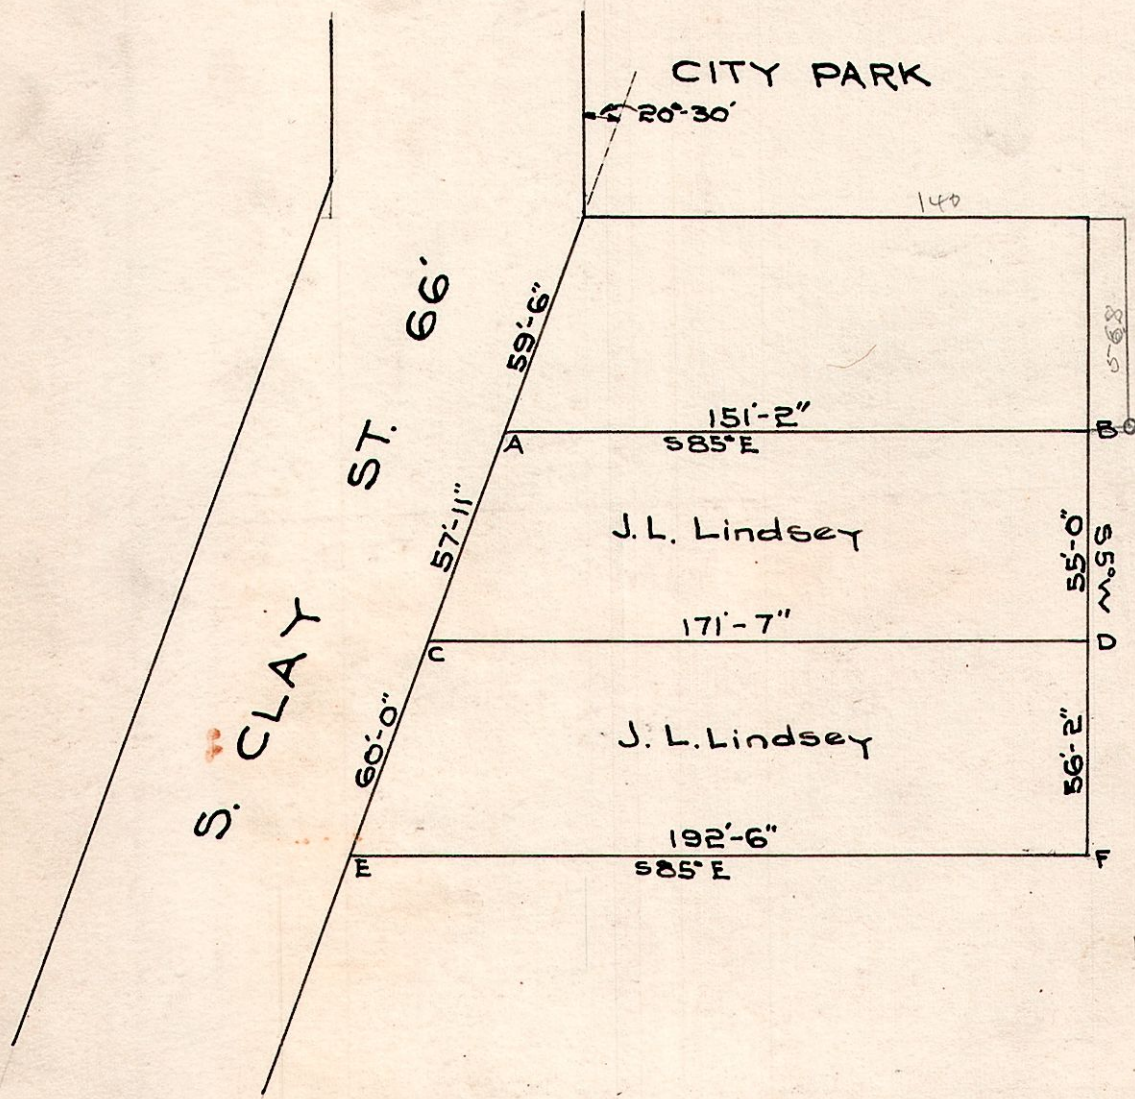 CITY PARK
20°-30'
140
S. CLAY ST. 66'
59'-6"
151'-2"
A
S85°E
B
57'-11"
J. L. Lindsey
55'-0"
S5°W
171'-7"
C
D
60'-0"
J. L. Lindsey
56'-2"
192'-6"
E
S85°E
F